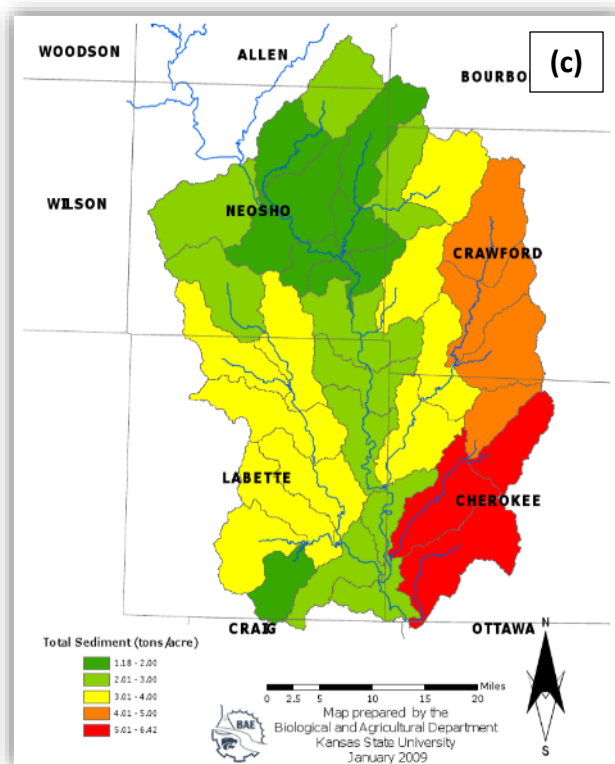 WOODSON
ALLEN
BOURBO
(c)
WILSON
NEOSHO
CRAWFORD
LABETTE
CHEROKEE
CRAIG
OTTAWA
Total Sediment (tons/acre)
1.18 - 2.00
2.01 - 3.00
3.01 - 4.00
4.01 - 5.00
5.01 - 6.42
N
S
0 2.5 5 10 15 20 Miles
BAE
Map prepared by the
Biological and Agricultural Department
Kansas State University
January 2009